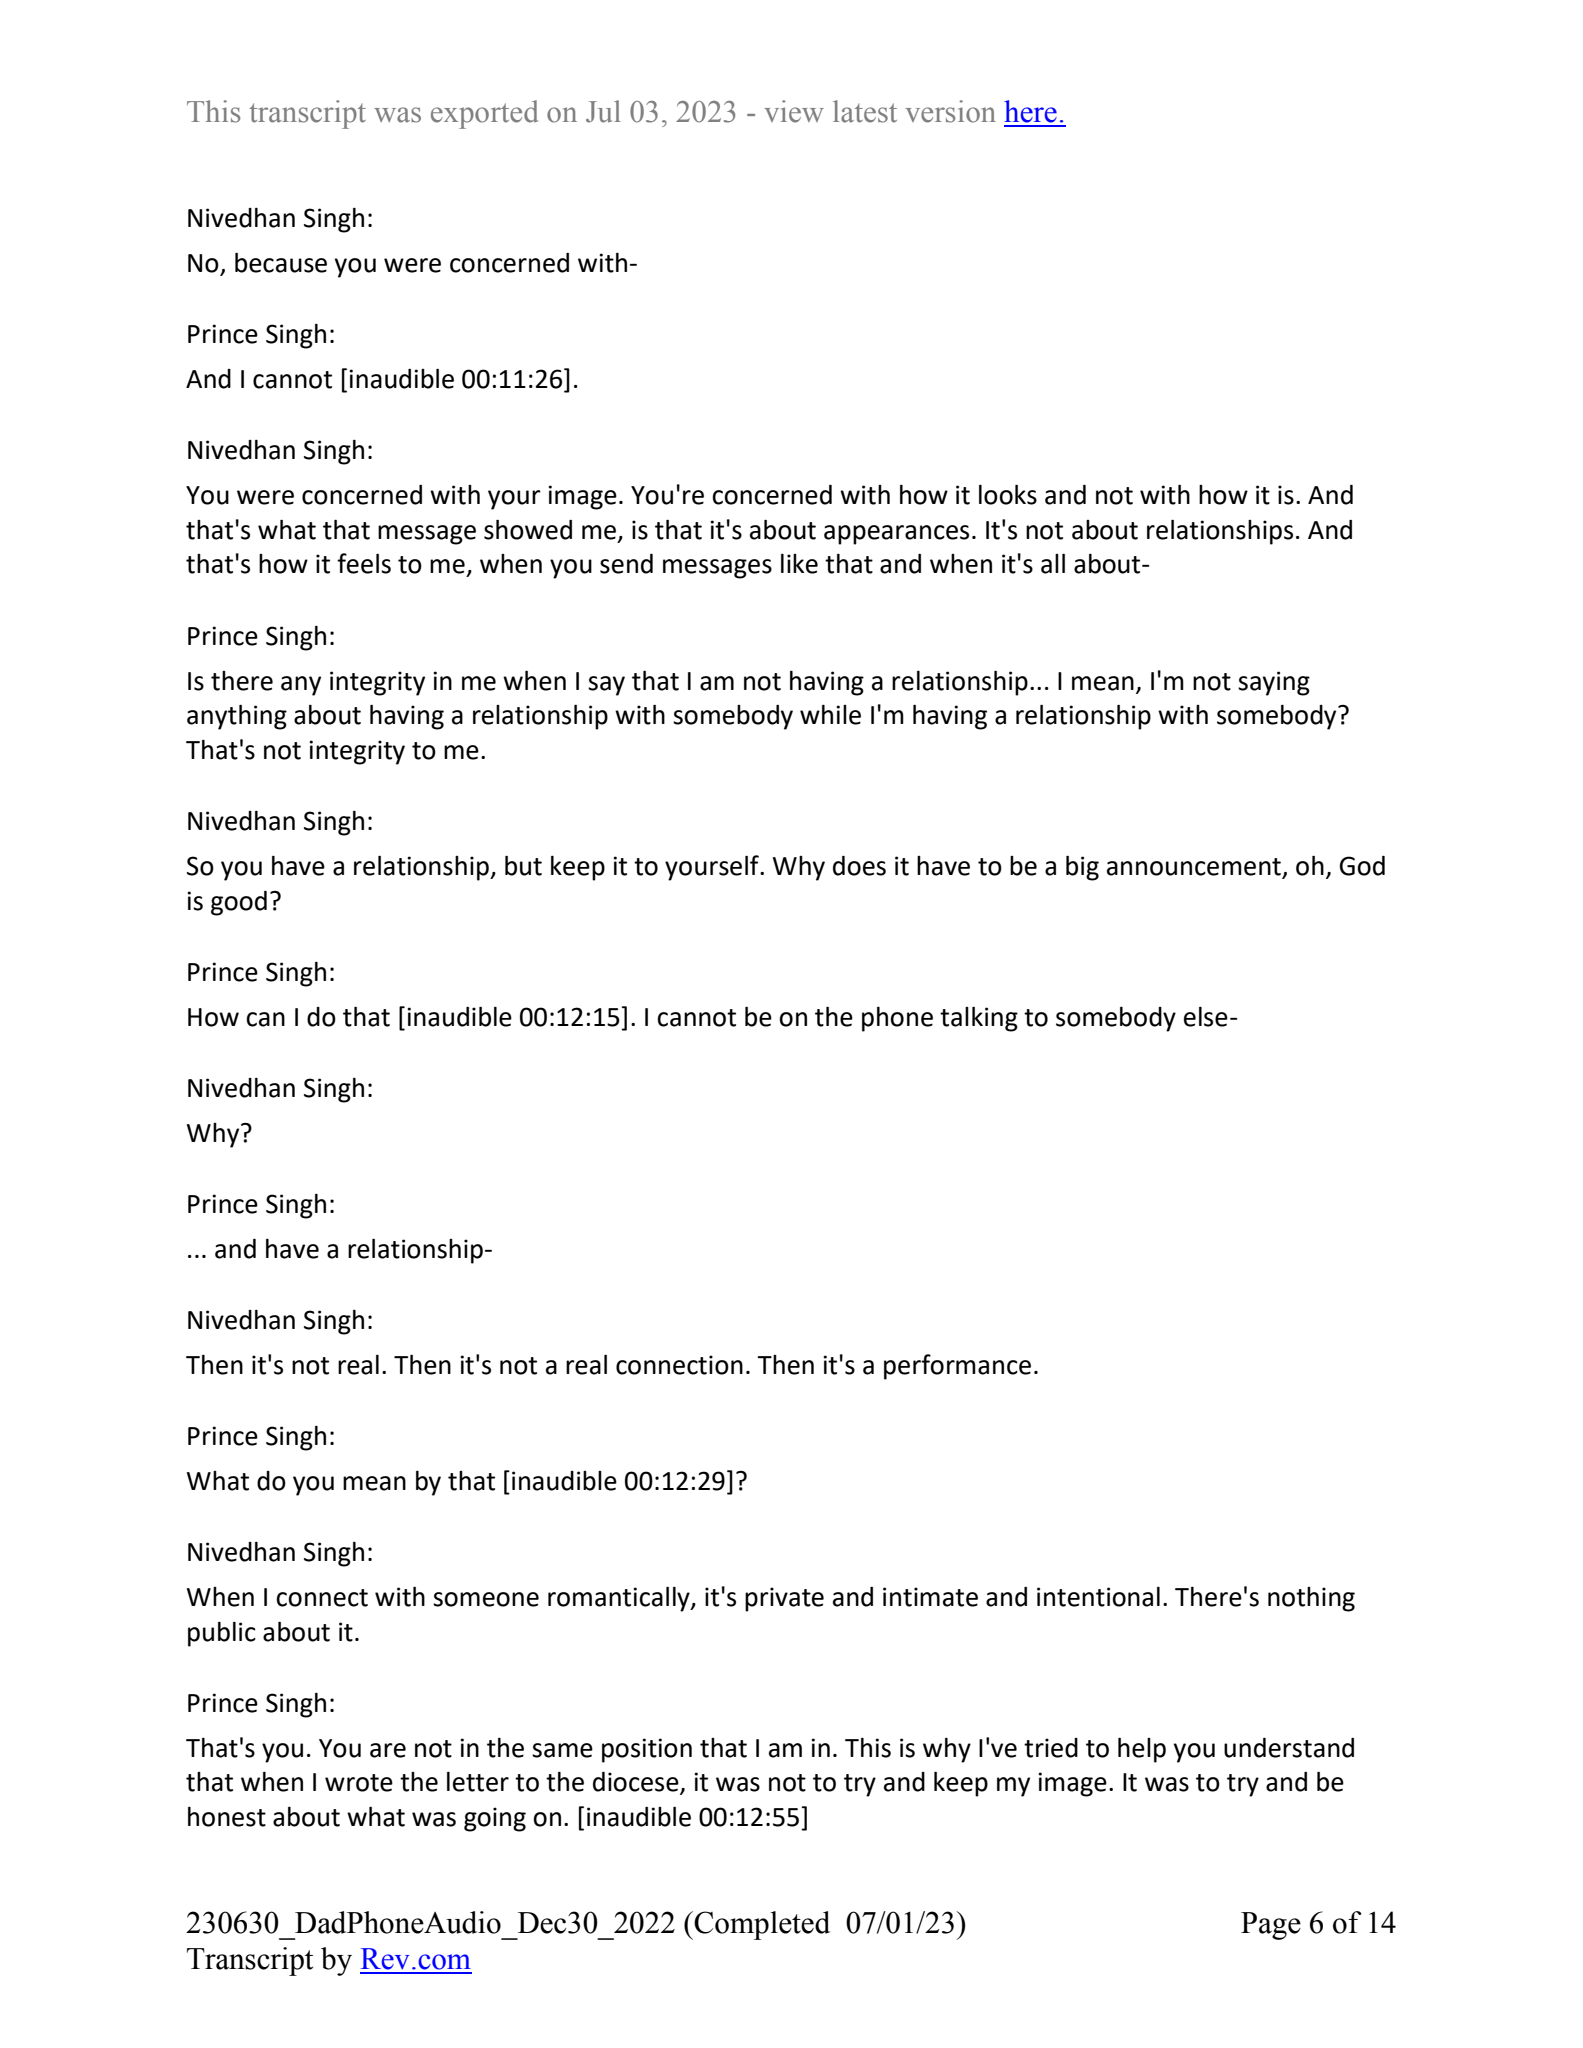 This transcript was exported on Jul 03, 2023 - view latest version here.
Nivedhan Singh:
No, because you were concerned with-
Prince Singh:
And I cannot [inaudible 00:11:26].
Nivedhan Singh:
You were concerned with your image. You're concerned with how it looks and not with how it is. And
that's what that message showed me, is that it's about appearances. It's not about relationships. And
that's how it feels to me, when you send messages like that and when it's all about-
Prince Singh:
Is there any integrity in me when I say that I am not having a relationship... I mean, I'm not saying
anything about having a relationship with somebody while I'm having a relationship with somebody?
That's not integrity to me.
Nivedhan Singh:
So you have a relationship, but keep it to yourself. Why does it have to be a big announcement, oh, God
is good?
Prince Singh:
How can I do that [inaudible 00:12:15]. I cannot be on the phone talking to somebody else-
Nivedhan Singh:
Why?
Prince Singh:
... and have a relationship-
Nivedhan Singh:
Then it's not real. Then it's not a real connection. Then it's a performance.
Prince Singh:
What do you mean by that [inaudible 00:12:29]?
Nivedhan Singh:
When I connect with someone romantically, it's private and intimate and intentional. There's nothing
public about it.
Prince Singh:
That's you. You are not in the same position that I am in. This is why I've tried to help you understand
that when I wrote the letter to the diocese, it was not to try and keep my image. It was to try and be
honest about what was going on. [inaudible 00:12:55]
230630_DadPhoneAudio_Dec30_2022 (Completed 07/01/23) Page 6 of 14
Transcript by Rev.com